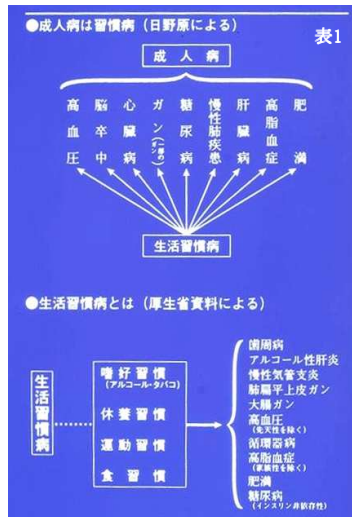 ●成人病は習慣病（日野原による）
表1
成人病
高血圧
脳卒中
心臓病
ガン(一部のガン)
糖尿病
慢性肺疾患
肝臓病
高脂血症
肥満
生活習慣病
●生活習慣病とは（厚生省資料による）
生活習慣病
嗜好習慣
(アルコール・タバコ)
休養習慣
運動習慣
食習慣
歯周病
アルコール性肝炎
慢性気管支炎
肺扁平上皮ガン
大腸ガン
高血圧
(先天性を除く)
循環器病
高脂血症
(家族性を除く)
肥満
糖尿病
(インスリン非依存性)